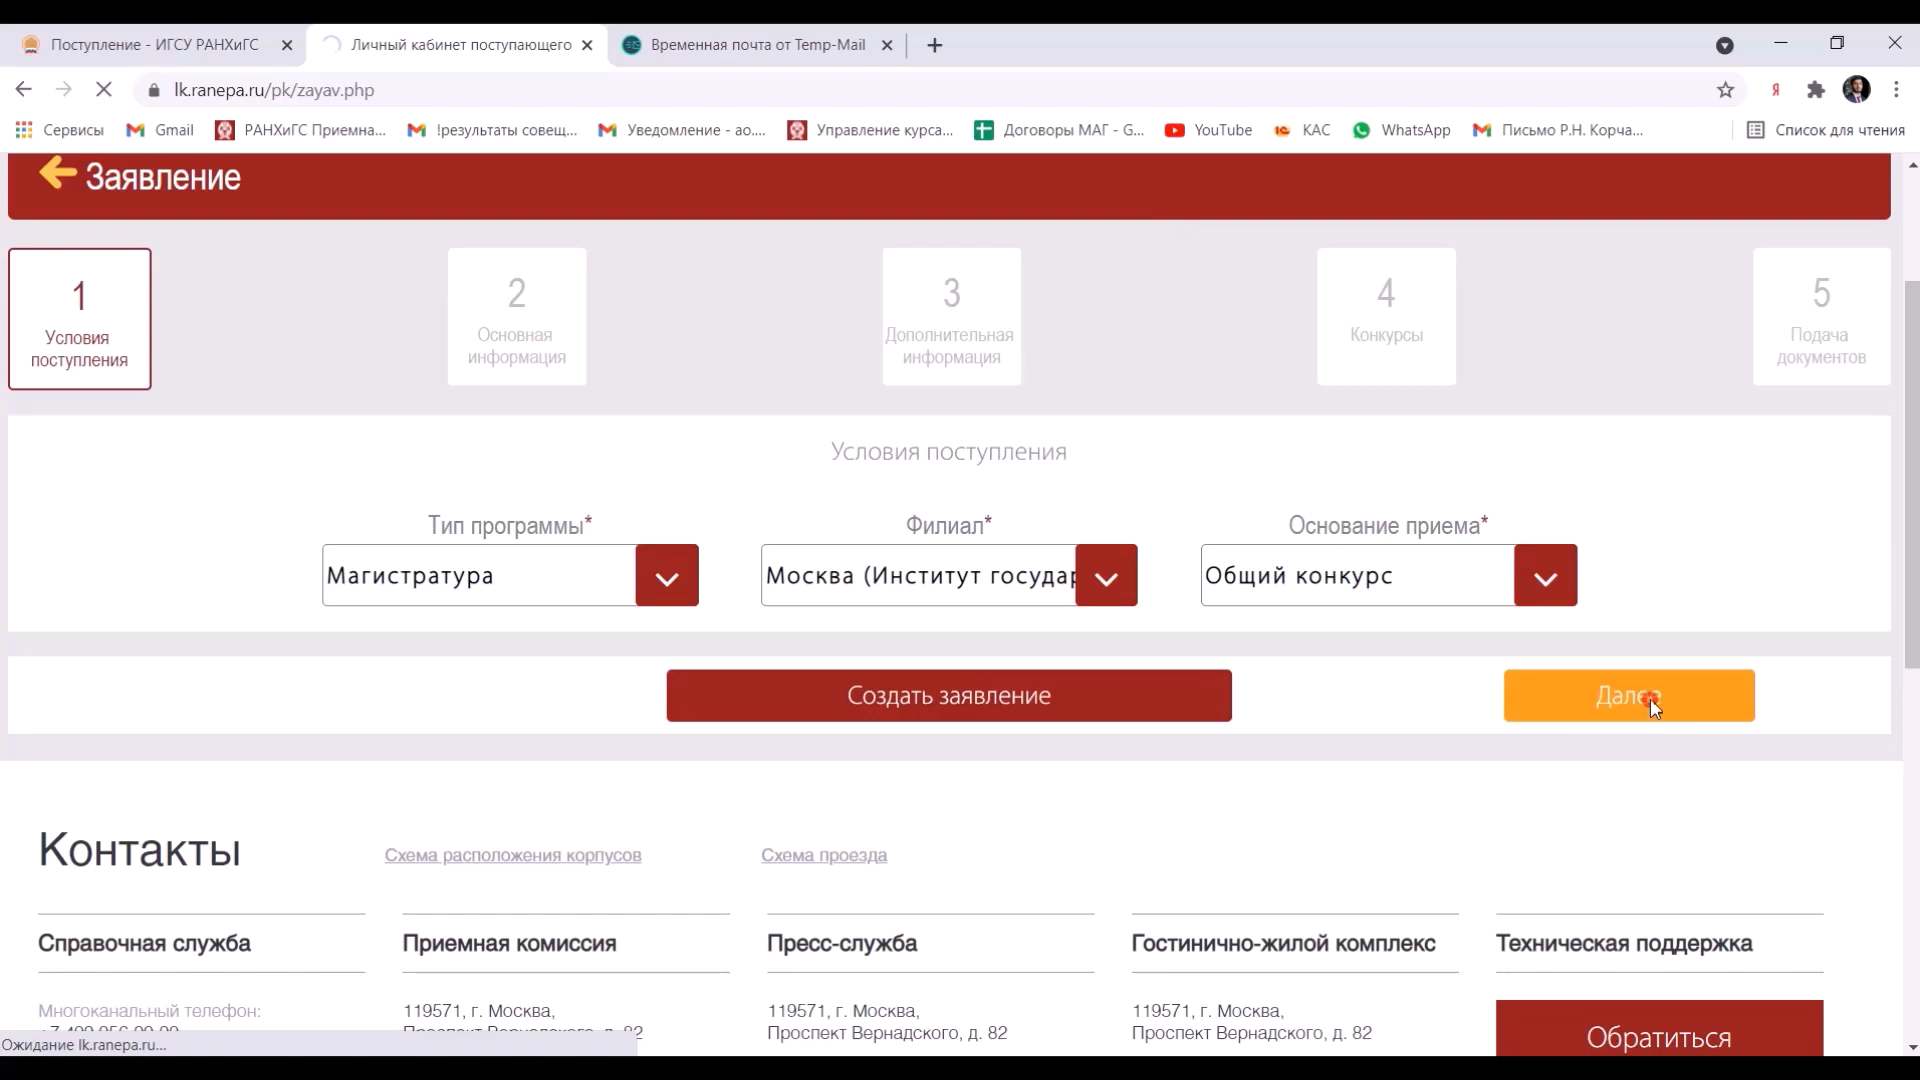 Поступление - ИГСУ РАНХиГС
Личный кабинет поступающего
Временная почта от Temp-Mail
lk.ranepa.ru/pk/zayav.php
Я
Сервисы
Gmail
РАНХиГС Приемна...
!результаты совещ...
Уведомление - ао....
Управление курса...
Договоры МАГ - G...
YouTube
КАС
WhatsApp
Письмо Р.Н. Корча...
Список для чтения
Заявление
1
Условия
поступления
2
Основная
информация
3
Дополнительная
информация
4
Конкурсы
5
Подача
документов
Условия поступления
Тип программы*
Филиал*
Основание приема*
Магистратура
Москва (Институт государ
Общий конкурс
Создать заявление
Далее
Контакты
Схема расположения корпусов
Схема проезда
Справочная служба
Приемная комиссия
Пресс-служба
Гостинично-жилой комплекс
Техническая поддержка
Многоканальный телефон:
119571, г. Москва,
Проспект Вернадского, д. 82
119571, г. Москва,
Проспект Вернадского, д. 82
119571, г. Москва,
Проспект Вернадского, д. 82
Обратиться
Ожидание lk.ranepa.ru...